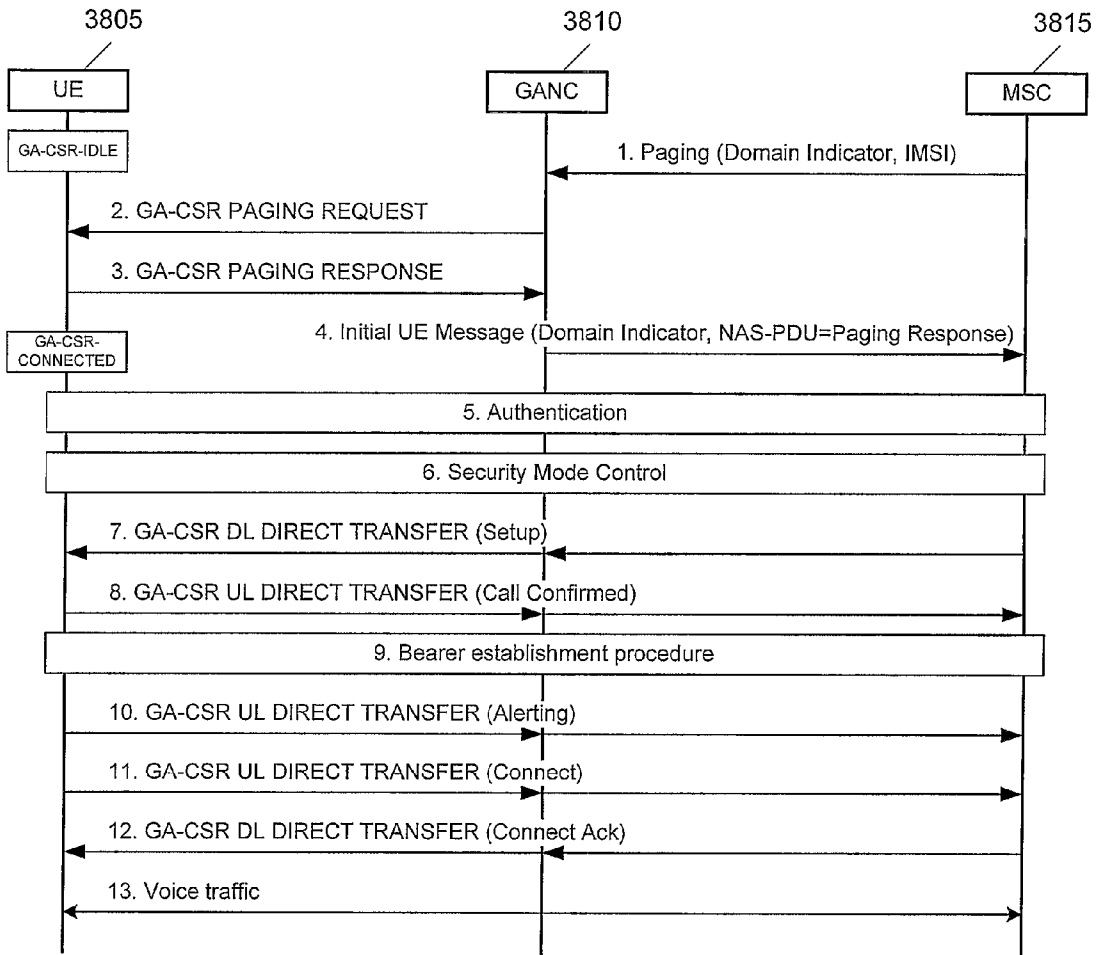 3805
3810
3815
UE
GANC
MSC
GA-CSR-IDLE
1. Paging (Domain Indicator, IMSI)
2. GA-CSR PAGING REQUEST
3. GA-CSR PAGING RESPONSE
GA-CSR-
CONNECTED
4. Initial UE Message (Domain Indicator, NAS-PDU=Paging Response)
5. Authentication
6. Security Mode Control
7. GA-CSR DL DIRECT TRANSFER (Setup)
8. GA-CSR UL DIRECT TRANSFER (Call Confirmed)
9. Bearer establishment procedure
10. GA-CSR UL DIRECT TRANSFER (Alerting)
11. GA-CSR UL DIRECT TRANSFER (Connect)
12. GA-CSR DL DIRECT TRANSFER (Connect Ack)
13. Voice traffic